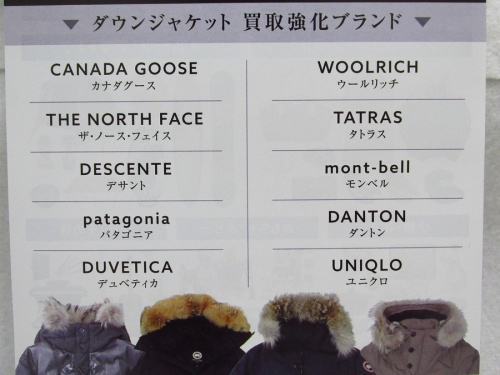 ▼ ダウンジャケット 買取強化ブランド ▼
CANADA GOOSE
カナダグース
THE NORTH FACE
ザ・ノース・フェイス
DESCENTE
デサント
patagonia
パタゴニア
DUVETICA
デュベティカ
WOOLRICH
ウールリッチ
TATRAS
タトラス
mont-bell
モンベル
DANTON
ダントン
UNIQLO
ユニクロ